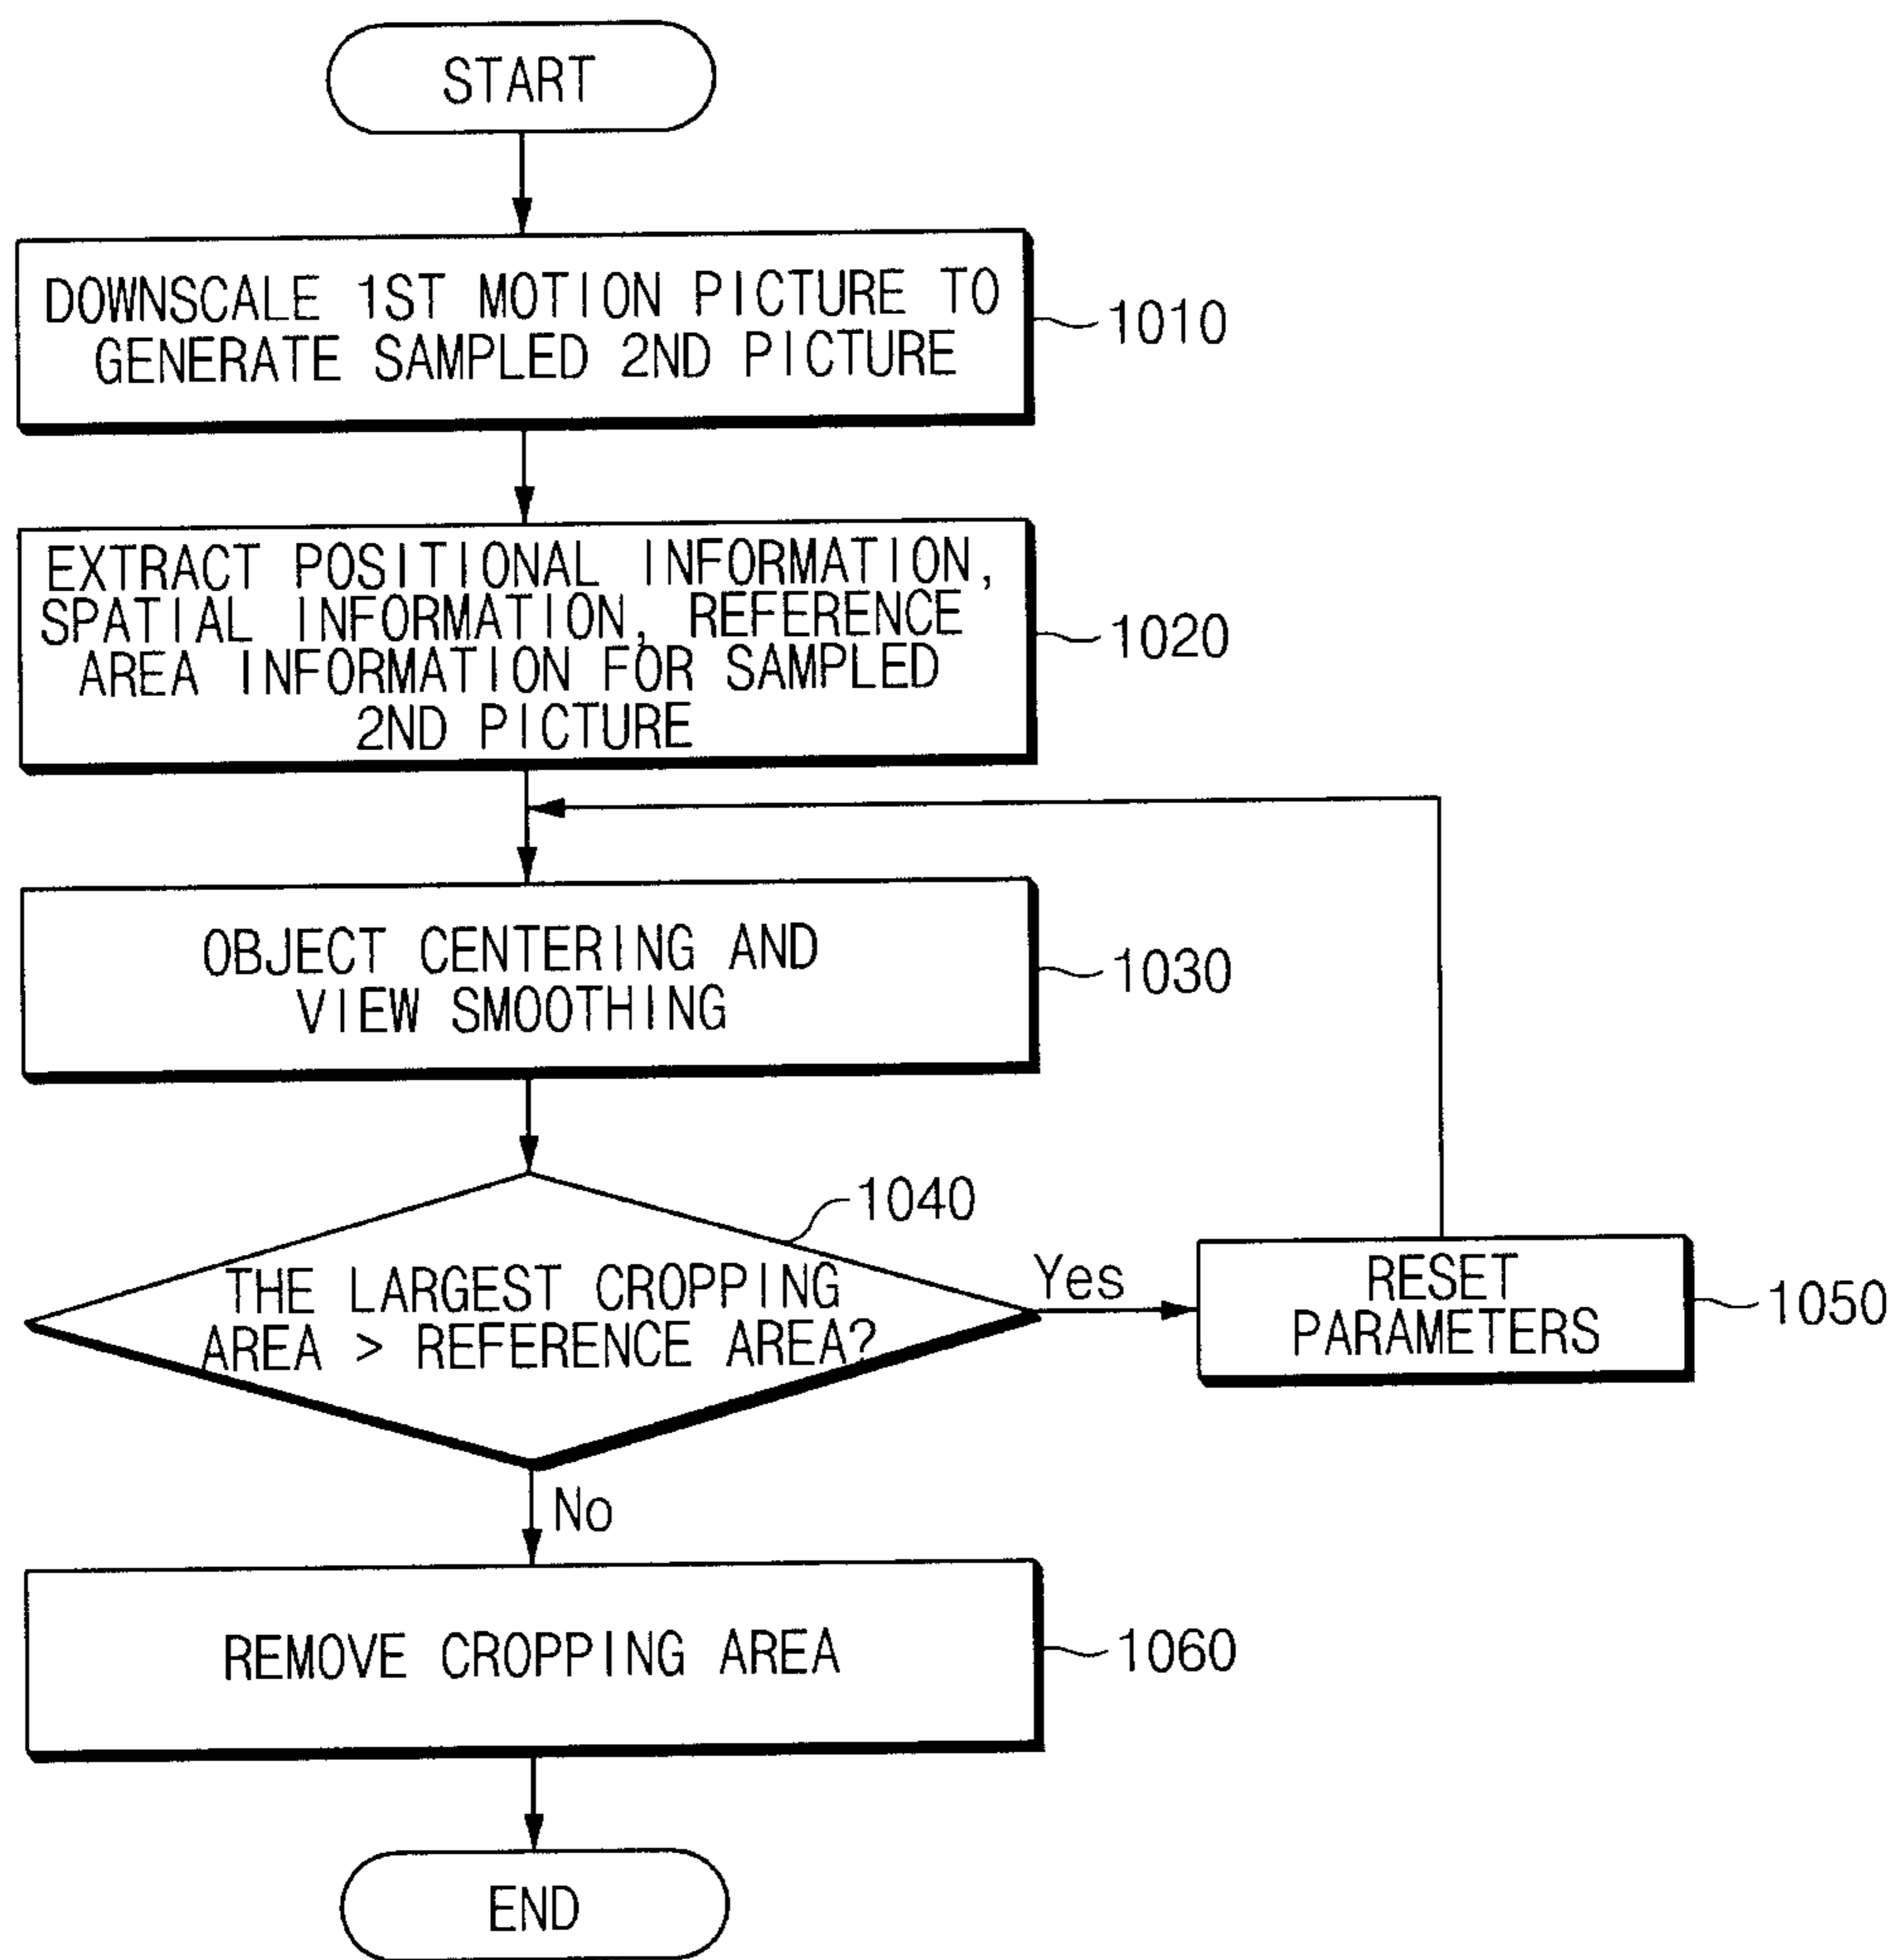 START
DOWNSCALE 1ST MOTION PICTURE TO
GENERATE SAMPLED 2ND PICTURE
1010
EXTRACT POSITIONAL INFORMATION,
SPATIAL INFORMATION, REFERENCE
AREA INFORMATION FOR SAMPLED
2ND PICTURE
1020
OBJECT CENTERING AND
VIEW SMOOTHING
1030
1040
THE LARGEST CROPPING
AREA > REFERENCE AREA?
Yes
RESET
PARAMETERS
1050
No
REMOVE CROPPING AREA
1060
END